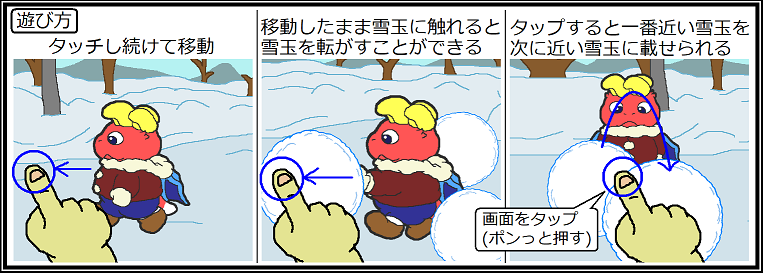 遊び方
タッチし続けて移動
移動したまま雪玉に触れると
雪玉を転がすことができる
タップすると一番近い雪玉を
次に近い雪玉に載せられる
画面をタップ
(ポンっと押す)